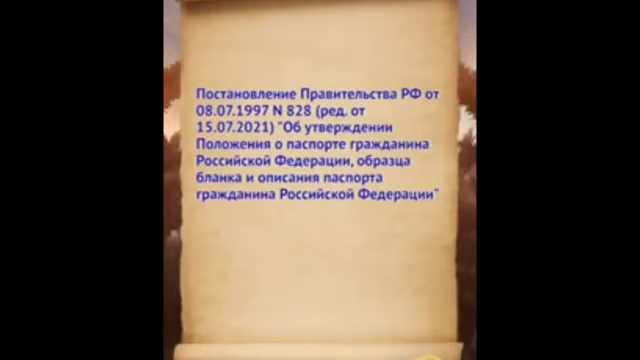 Постановление Правительства РФ от
08.07.1997 N 828 (ред. от
15.07.2021) "Об утверждении
Положения о паспорте гражданина
Российской Федерации, образца
бланка и описания паспорта
гражданина Российской Федерации"